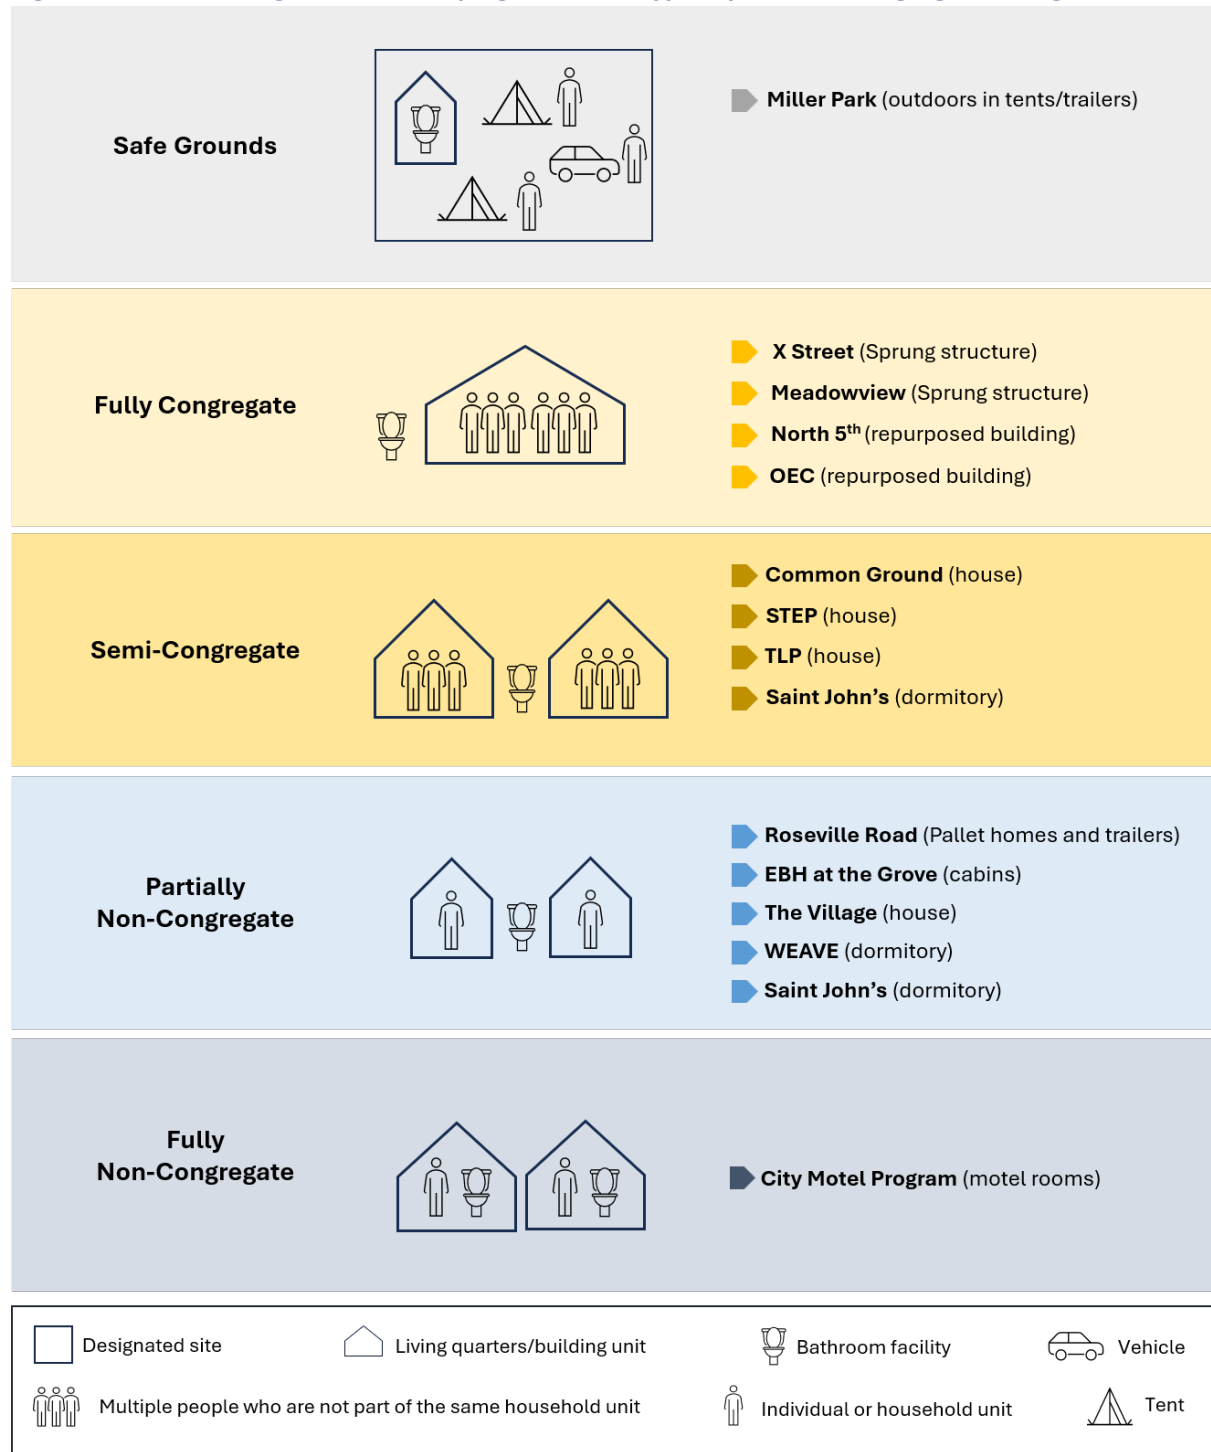 Safe Grounds
Miller Park (outdoors in tents/trailers)
Fully Congregate
X Street (Sprung structure)
Meadowview (Sprung structure)
North 5th (repurposed building)
OEC (repurposed building)
Semi-Congregate
Common Ground (house)
STEP (house)
TLP (house)
Saint John’s (dormitory)
Partially
Non-Congregate
Roseville Road (Pallet homes and trailers)
EBH at the Grove (cabins)
The Village (house)
WEAVE (dormitory)
Saint John’s (dormitory)
Fully
Non-Congregate
City Motel Program (motel rooms)
Designated site
Living quarters/building unit
Bathroom facility
Vehicle
Multiple people who are not part of the same household unit
Individual or household unit
Tent